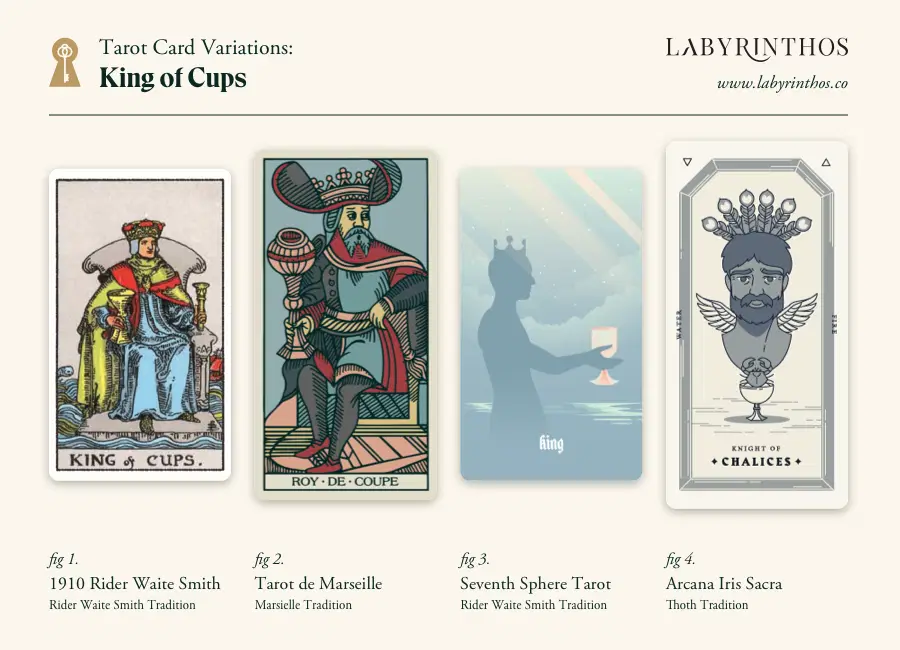 Tarot Card Variations:
King of Cups
LABYRINTHOS
www.labyrinthos.co
KING of CUPS.
ROY·DE·COUPE
king
WATER
FIRE
KNIGHT OF
CHALICES
fig 1.
1910 Rider Waite Smith
Rider Waite Smith Tradition
fig 2.
Tarot de Marseille
Marsielle Tradition
fig 3.
Seventh Sphere Tarot
Rider Waite Smith Tradition
fig 4.
Arcana Iris Sacra
Thoth Tradition